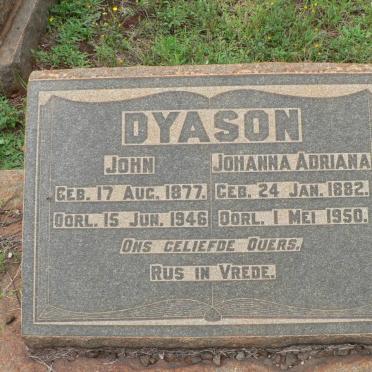 DYASON
JOHN JOHANNA ADRIANA
GEB. 17 AUG. 1877. GEB. 24 JAN. 1882.
OORL. 15 JUN. 1946 OORL. 1 MEI 1950.
ONS GELIEFDE OUERS.
RUS IN VREDE.